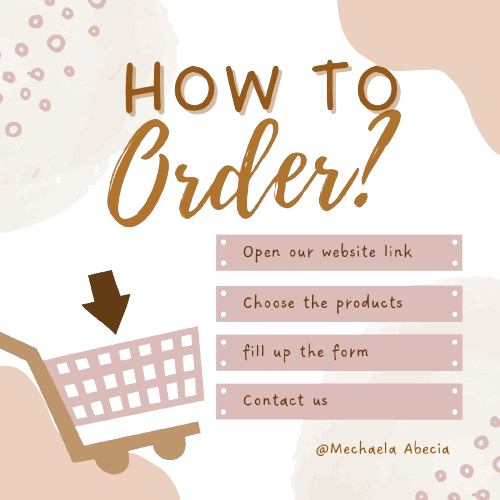 HOW TO
Order?
Open our website link
Choose the products
fill up the form
Contact us
@Mechaela Abecia